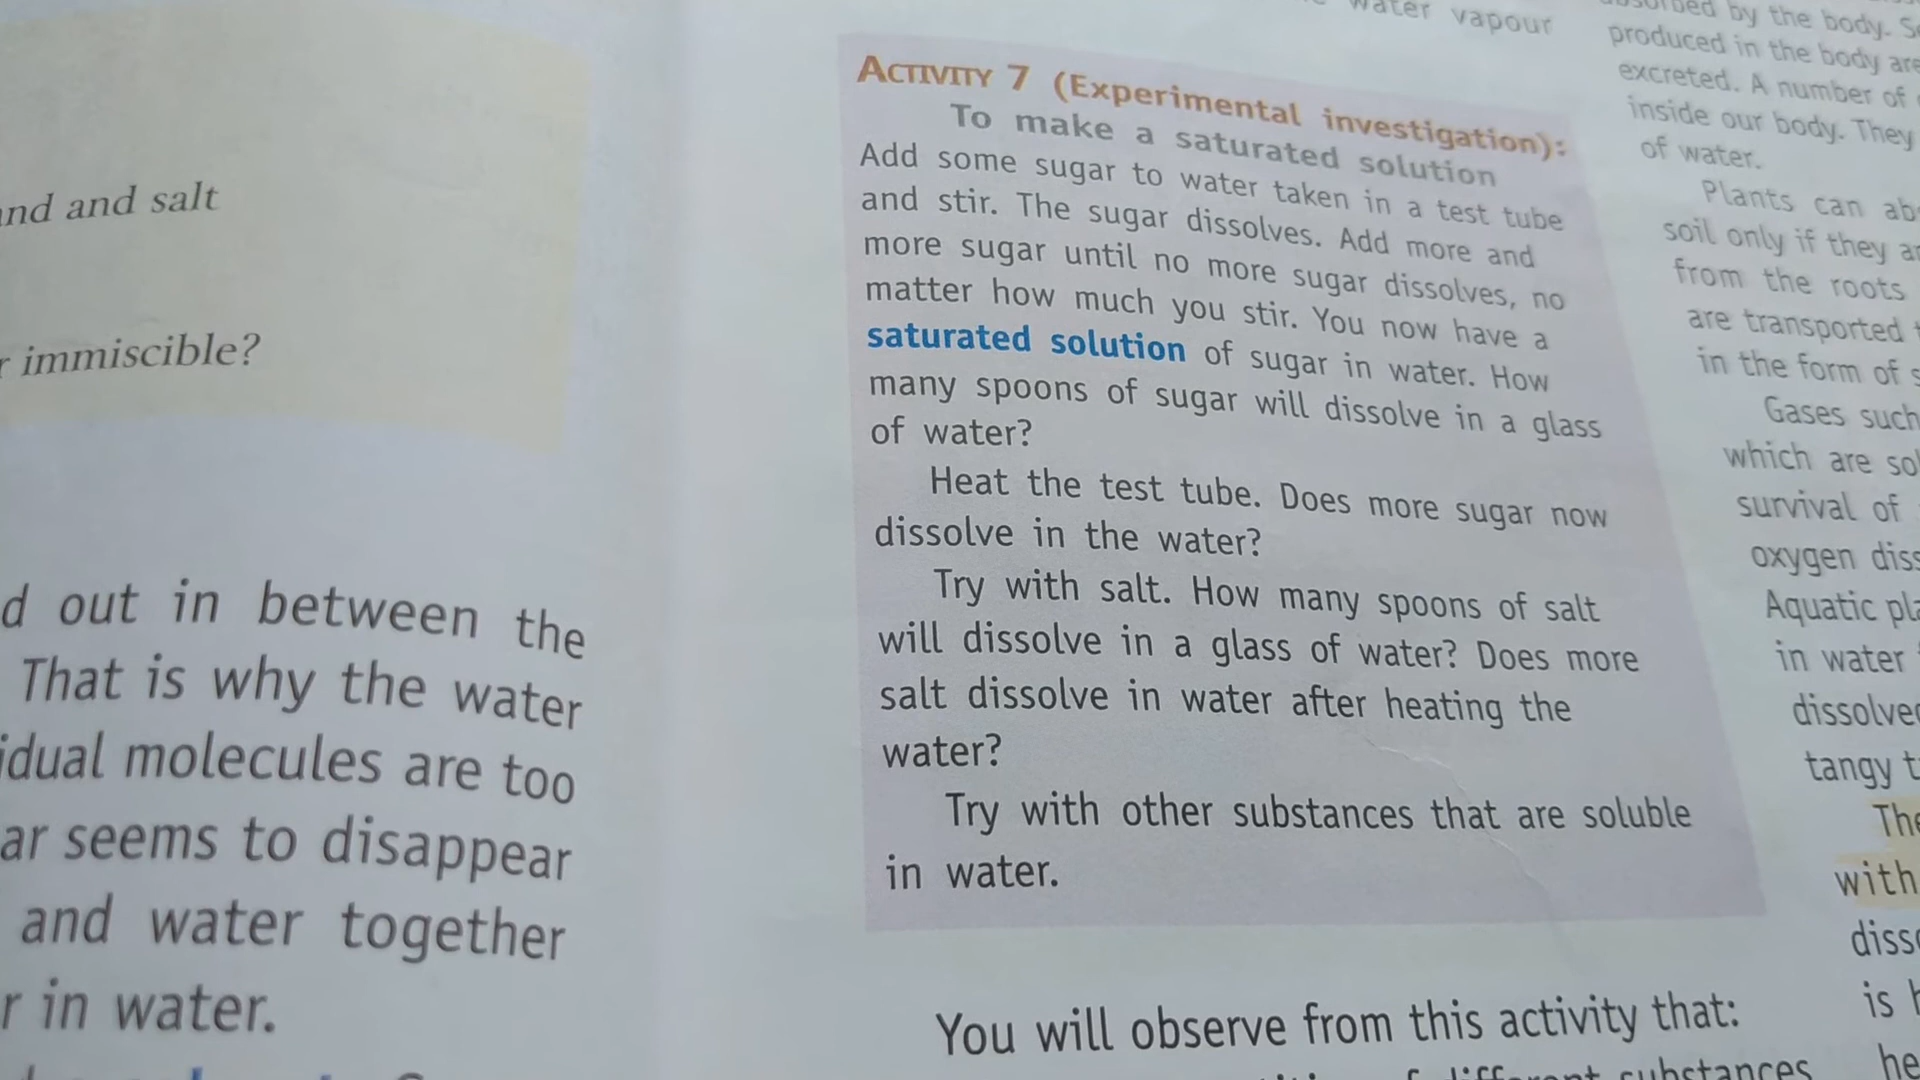 and salt
immiscible?
out in between the
That is why the water
molecules are too
seems to disappear
and water together
in water.
ACTIVITY 7 (Experimental investigation):
To make a saturated solution
Add some sugar to water taken in a test tube
and stir. The sugar dissolves. Add more and
more sugar until no more sugar dissolves, no
matter how much you stir. You now have a
saturated solution of sugar in water. How
many spoons of sugar will dissolve in a glass
of water?
Heat the test tube. Does more sugar now
dissolve in the water?
Try with salt. How many spoons of salt
will dissolve in a glass of water? Does more
salt dissolve in water after heating the
water?
Try with other substances that are soluble
in water.
You will observe from this activity that:
different substances
water vapour
by the body.
produced in the body are
excreted. A number of
inside our body. They
of water.
Plants can
soil only if they
from the roots
are transported
in the form of
Gases such
which are
survival of
oxygen
Aquatic
in water
tangy
with
is